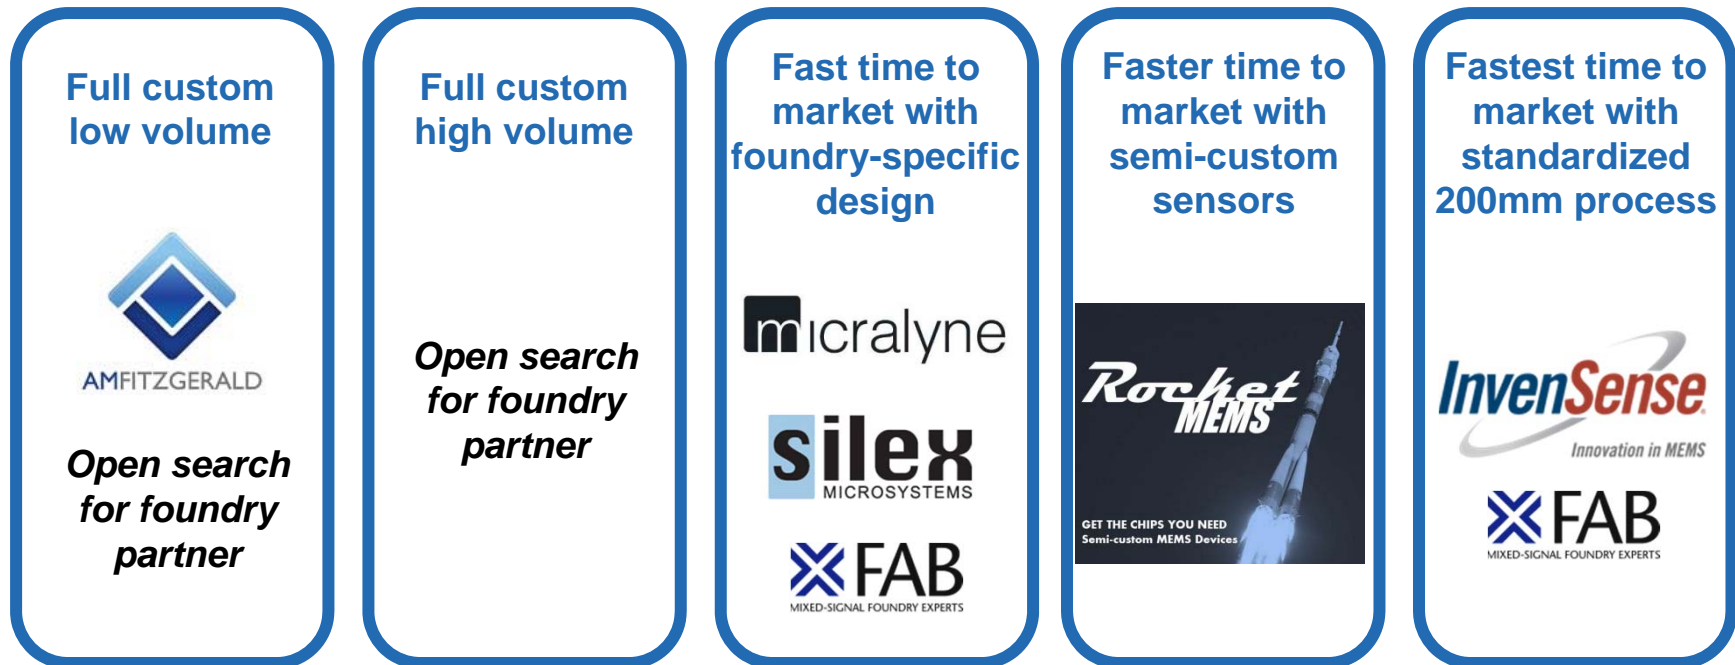 Full custom
low volume
AMFITZGERALD
Open search
for foundry
partner
Full custom
high volume
Open search
for foundry
partner
Fast time to
market with
foundry-specific
design
micralyne
silex
MICROSYSTEMS
XFAB
MIXED-SIGNAL FOUNDRY EXPERTS
Faster time to
market with
semi-custom
sensors
Rocket
MEMS
GET THE CHIPS YOU NEED
Semi-custom MEMS Devices
Fastest time to
market with
standardized
200mm process
InvenSense
Innovation in MEMS
XFAB
MIXED-SIGNAL FOUNDRY EXPERTS